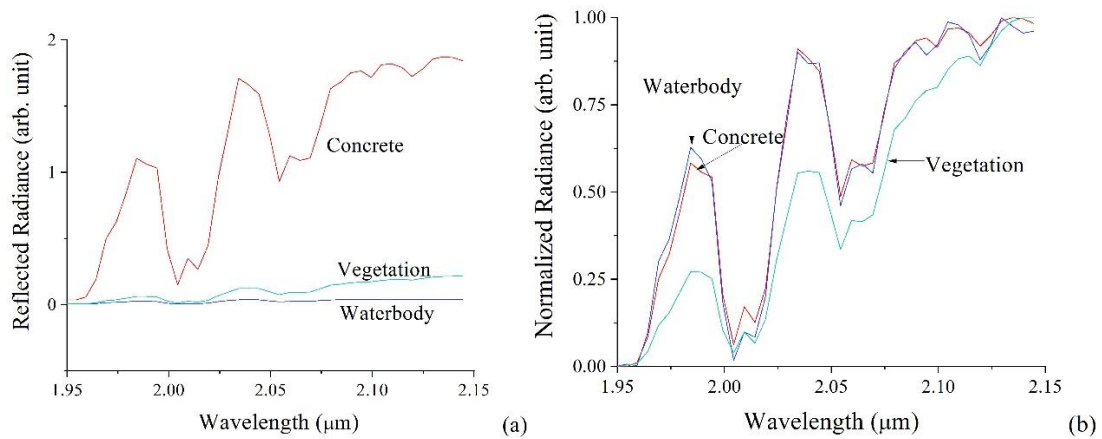 2
1
0
Reflected Radiance (arb. unit)
Concrete
Vegetation
Waterbody
1.95
2.00
2.05
2.10
2.15
Wavelength (μm)
(a)
1.00
0.75
0.50
0.25
0.00
Normalized Radiance (arb. unit)
Waterbody
Concrete
Vegetation
1.95
2.00
2.05
2.10
2.15
Wavelength (μm)
(b)